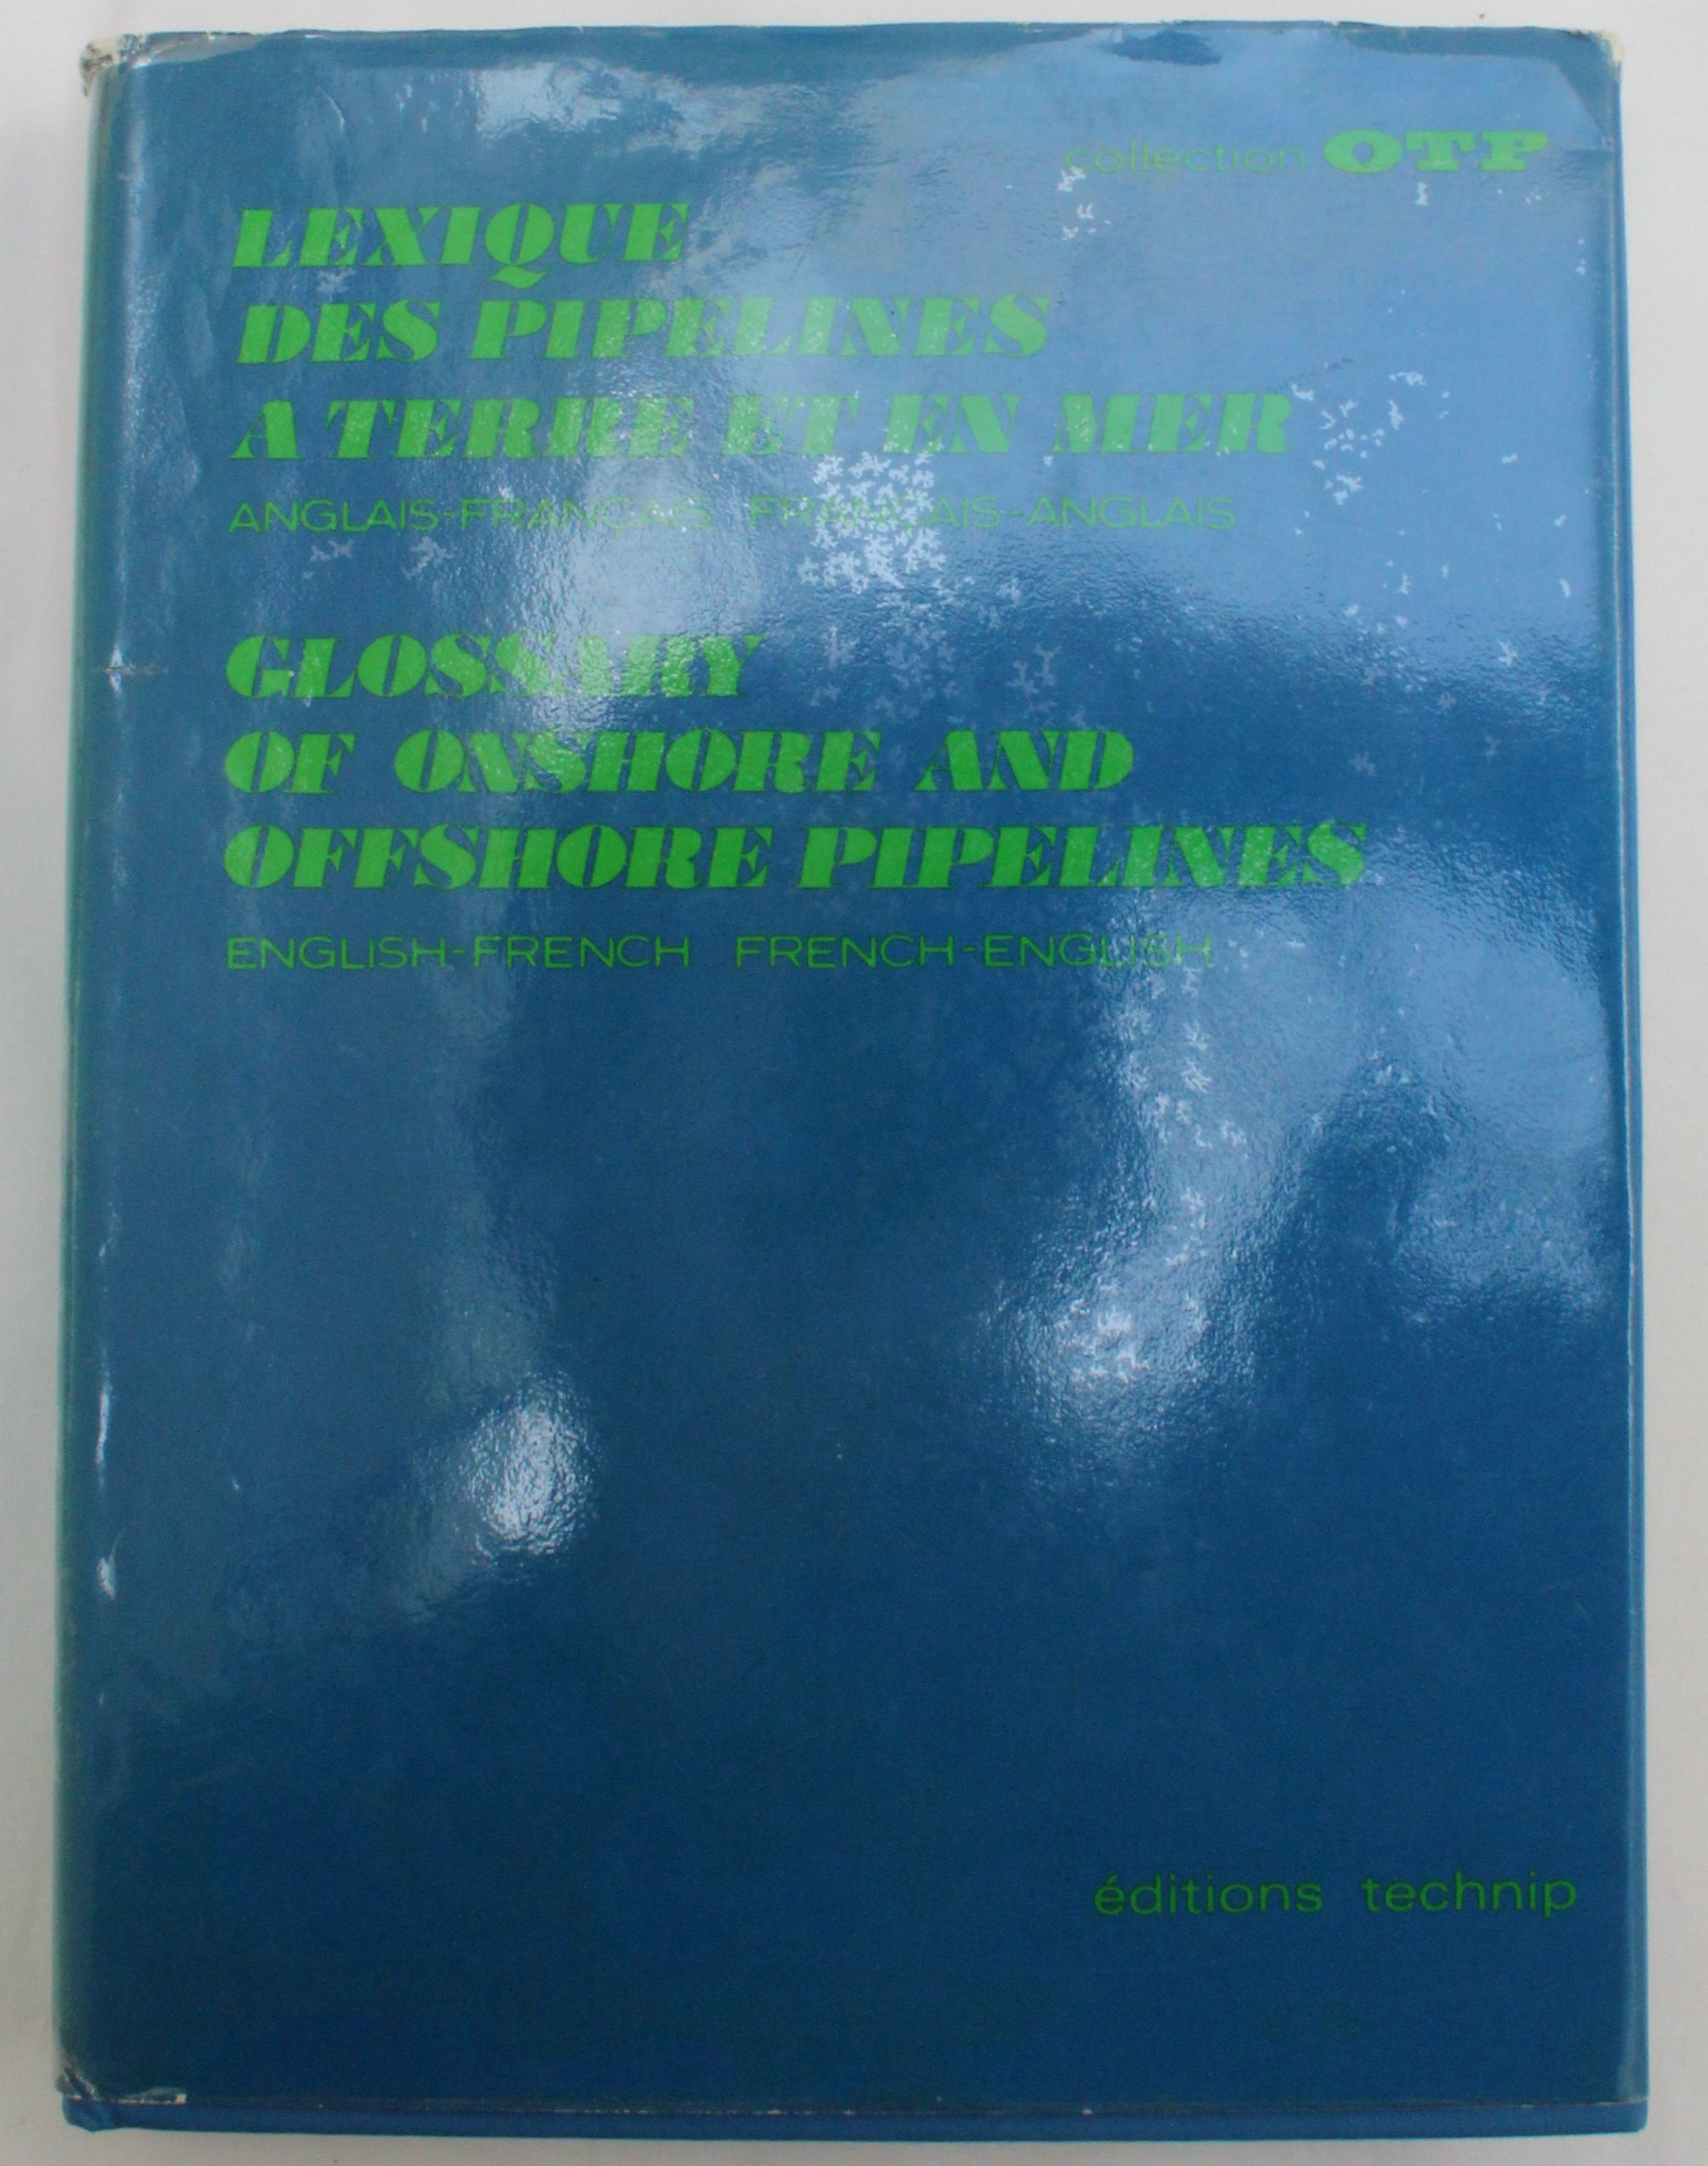 collection OTP
LEXIQUE
DES PIPELINES
A TERRE ET EN MER
ANGLAIS-FRANÇAIS FRANÇAIS-ANGLAIS
GLOSSARY
OF ONSHORE AND
OFFSHORE PIPELINES
ENGLISH-FRENCH FRENCH-ENGLISH
éditions technip